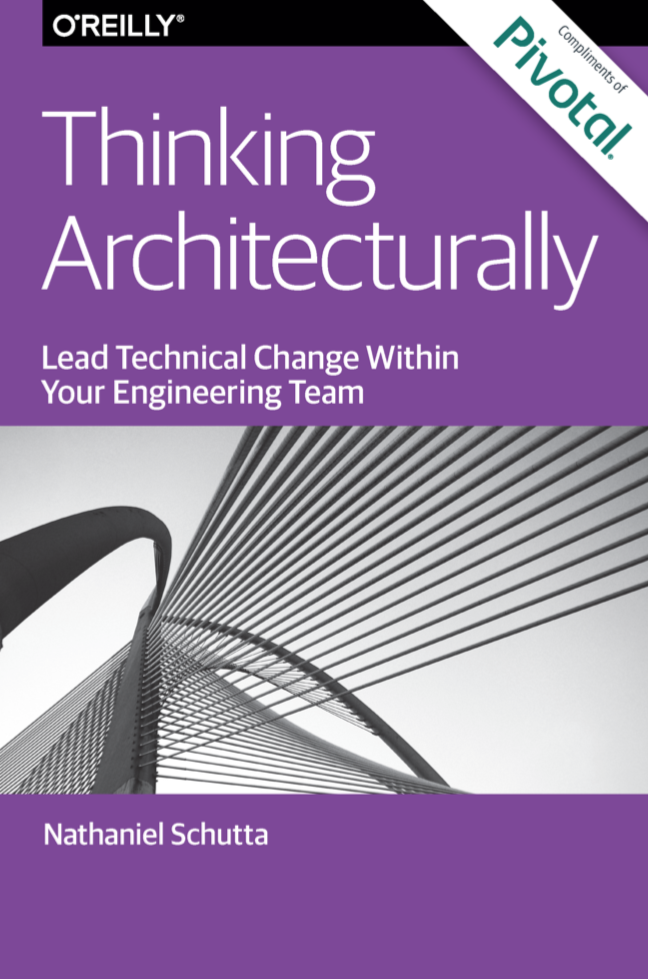 O'REILLY®
Compliments of
Pivotal.
Thinking
Architecturally
Lead Technical Change Within
Your Engineering Team
Nathaniel Schutta